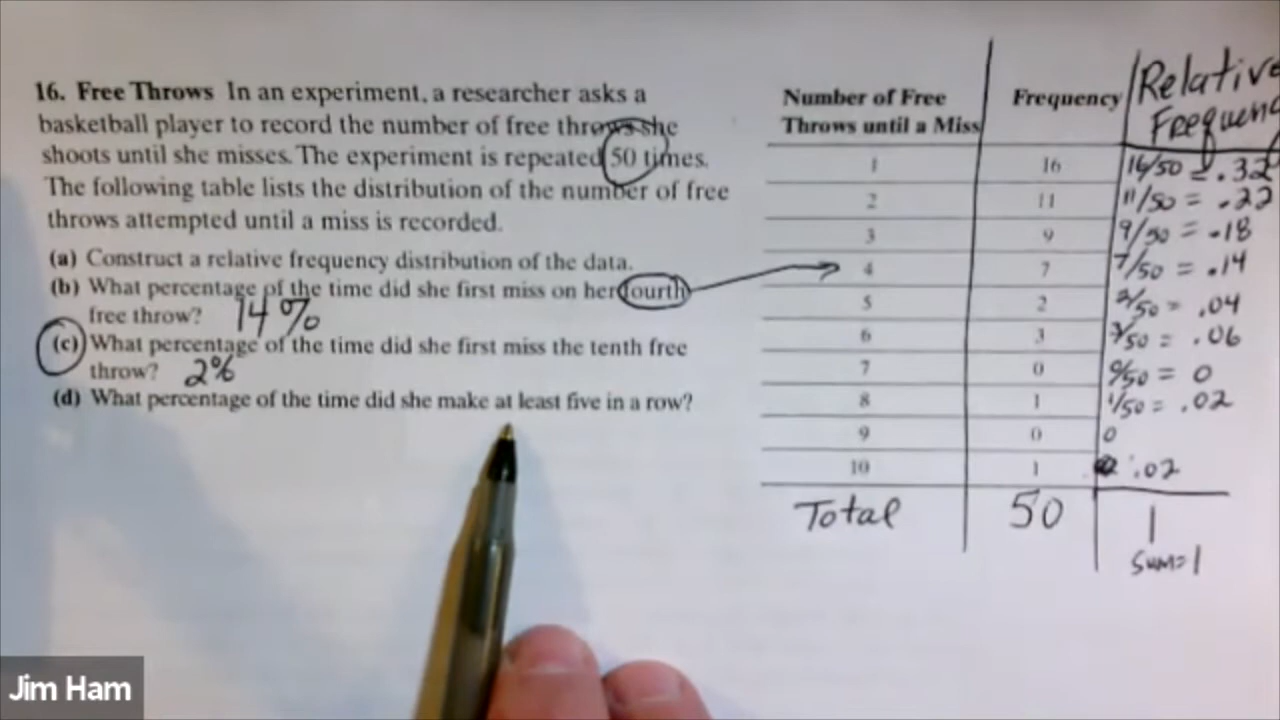 16. Free Throws In an experiment, a researcher asks a
basketball player to record the number of free throws she
shoots until she misses. The experiment is repeated 50 times.
The following table lists the distribution of the number of free
throws attempted until a miss is recorded.
(a) Construct a relative frequency distribution of the data.
(b) What percentage of the time did she first miss on her fourth
free throw? 14%
(c) What percentage of the time did she first miss the tenth free
throw? 2%
(d) What percentage of the time did she make at least five in a row?
Number of Free Throws until a Miss Frequency Relative Frequency
1 16 16/50 = .32
2 11 11/50 = .22
3 9 9/50 = .18
4 7 7/50 = .14
5 2 2/50 = .04
6 3 3/50 = .06
7 0 0/50 = 0
8 1 1/50 = .02
9 0 0
10 1 .02
Total 50 1
Sum=1
Jim Ham